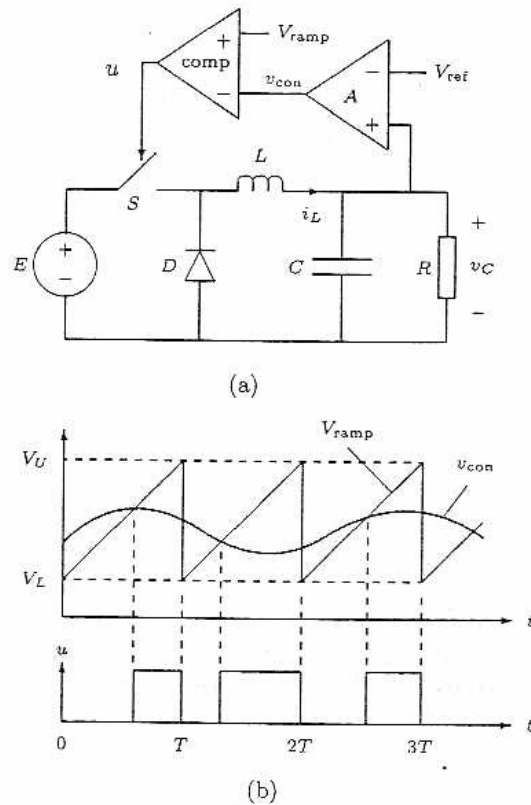 V_ramp
+
comp
−
u
v_con
−
A
+
V_ref
S
L
i_L
E
+
−
D
C
R
+
v_C
−
(a)
V_ramp
v_con
V_U
V_L
t
u
t
0 T 2T 3T
(b)